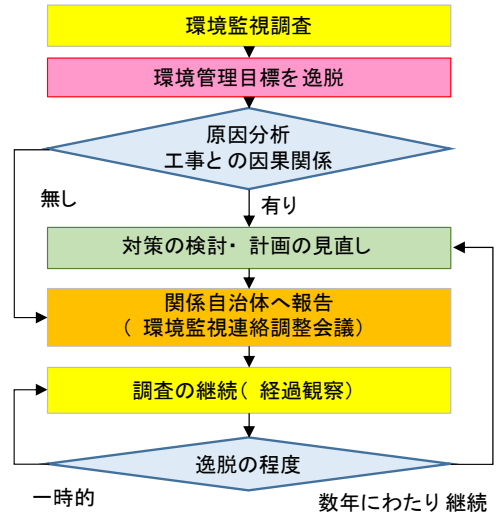 環境監視調査
環境管理目標を逸脱
原因分析
工事との因果関係
無し
有り
対策の検討・計画の見直し
関係自治体へ報告
(環境監視連絡調整会議)
調査の継続(経過観察)
逸脱の程度
一時的
数年にわたり継続